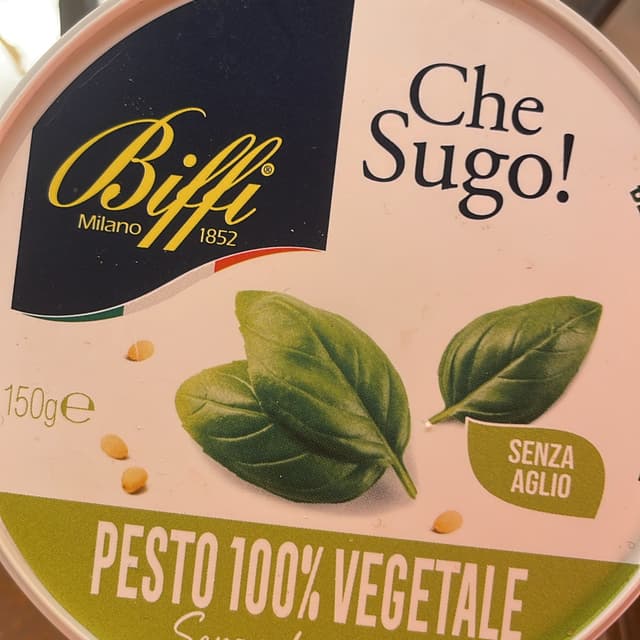 Biffi®
Milano 1852
Che
Sugo!
150g℮
SENZA
AGLIO
PESTO 100% VEGETALE